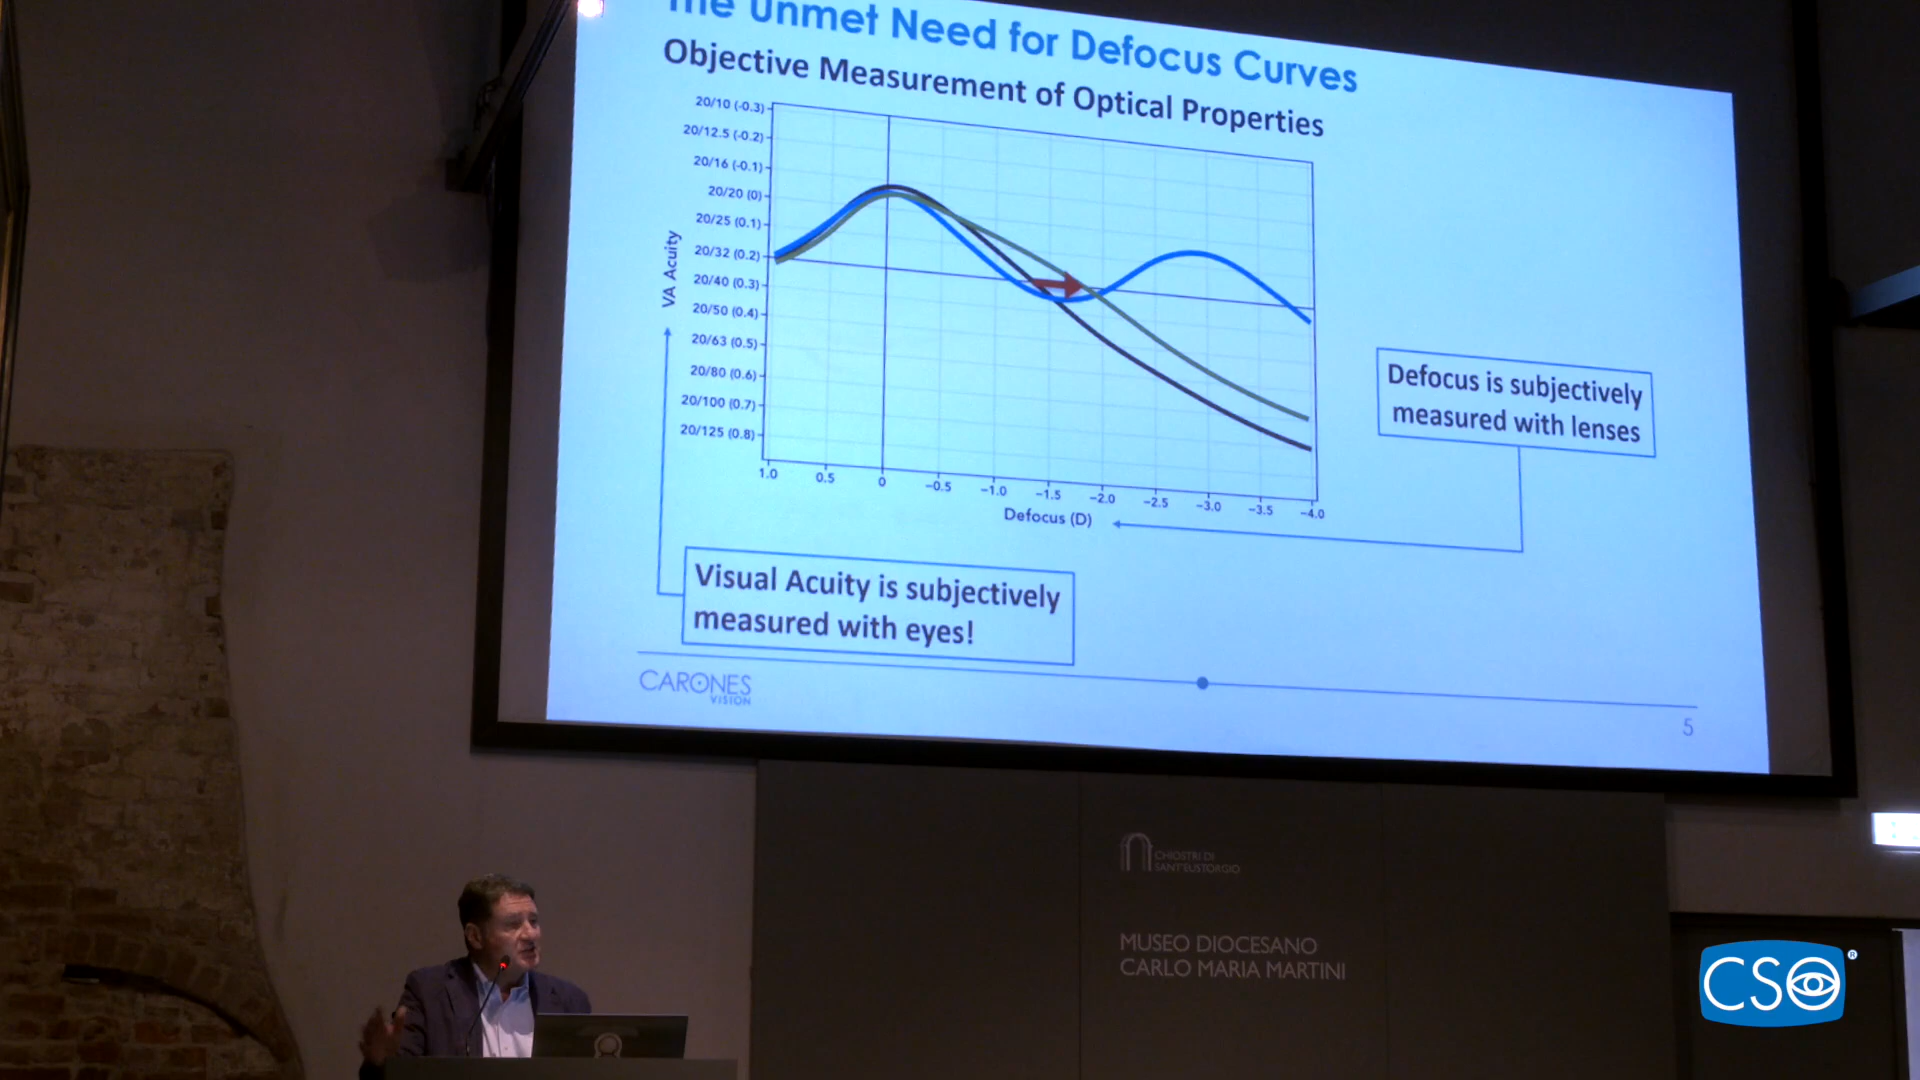 The Unmet Need for Defocus Curves
Objective Measurement of Optical Properties
20/10 (-0.3)
20/12.5 (-0.2)
20/16 (-0.1)
20/20 (0)
20/25 (0.1)
20/32 (0.2)
20/40 (0.3)
20/50 (0.4)
20/63 (0.5)
20/80 (0.6)
20/100 (0.7)
20/125 (0.8)
VA Acuity
1.0 0.5 0 -0.5 -1.0 -1.5 -2.0 -2.5 -3.0 -3.5 -4.0
Defocus (D)
Defocus is subjectively
measured with lenses
Visual Acuity is subjectively
measured with eyes!
CARONES
VISION
5
CHIOSTRI DI
SANT'EUSTORGIO
MUSEO DIOCESANO
CARLO MARIA MARTINI
CSO®